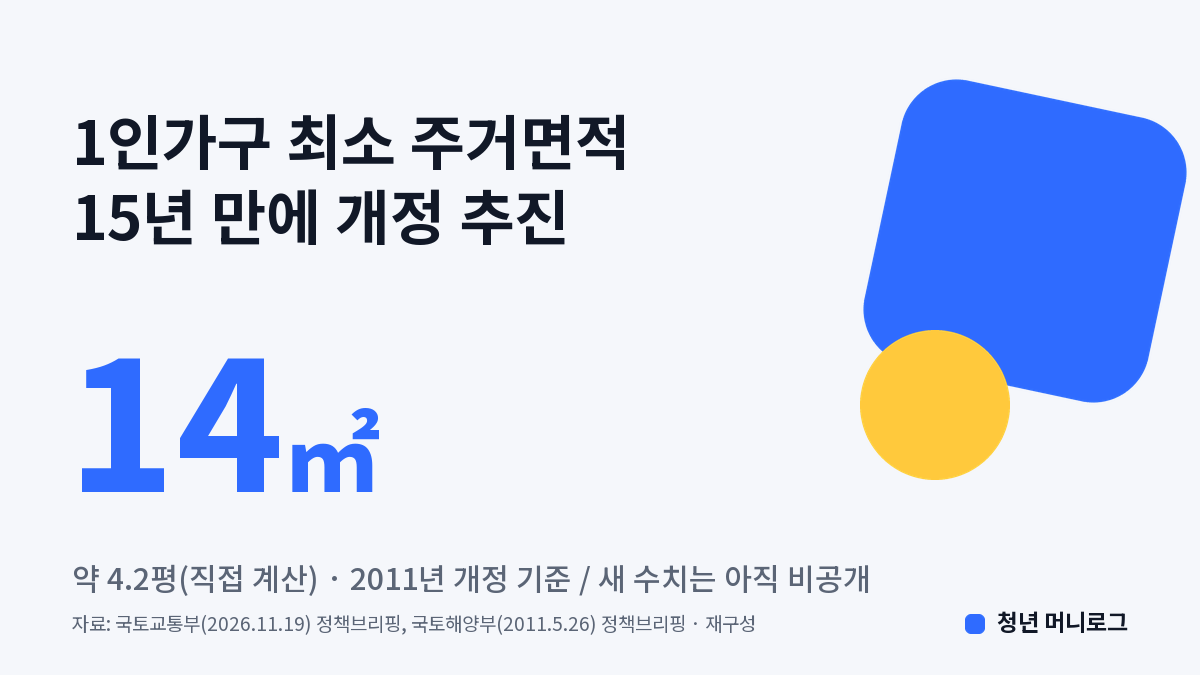 1인가구 최소 주거면적
15년 만에 개정 추진
14㎡
약 4.2평(직접 계산) · 2011년 개정 기준 / 새 수치는 아직 비공개
자료: 국토교통부(2026.11.19) 정책브리핑, 국토해양부(2011.5.26) 정책브리핑 · 재구성
청년 머니로그